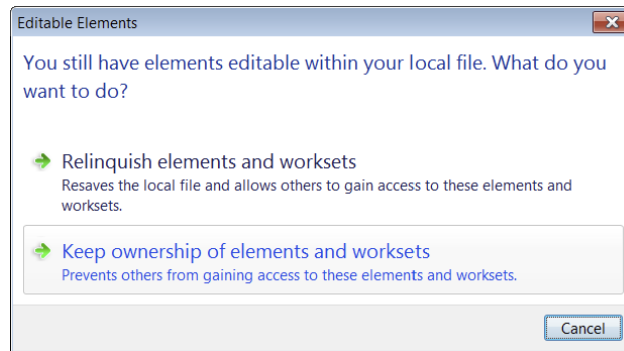 Editable Elements
You still have elements editable within your local file. What do you
want to do?
Relinquish elements and worksets
Resaves the local file and allows others to gain access to these elements and
worksets.
Keep ownership of elements and worksets
Prevents others from gaining access to these elements and worksets.
Cancel